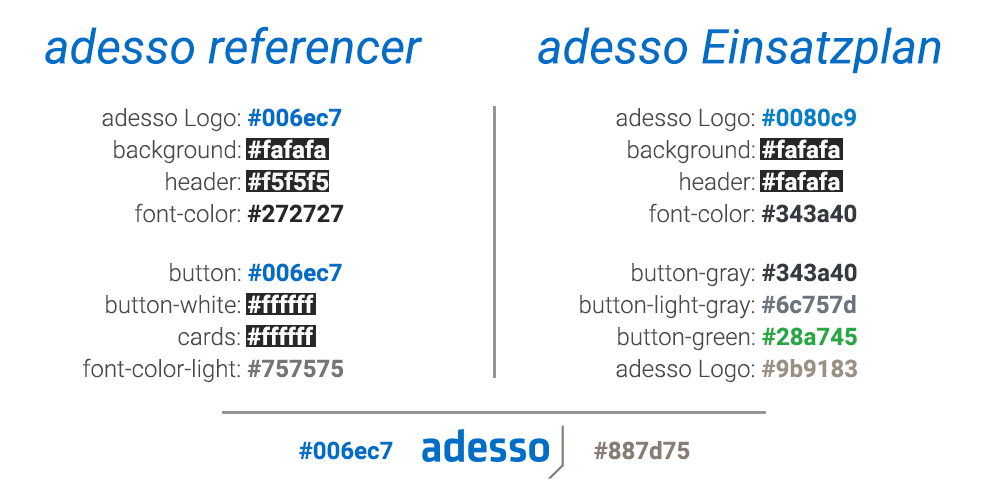 adesso referencer
adesso Logo: #006ec7
background: #fafafa
header: #f5f5f5
font-color: #272727
button: #006ec7
button-white: #ffffff
cards: #ffffff
font-color-light: #757575
adesso Einsatzplan
adesso Logo: #0080c9
background: #fafafa
header: #fafafa
font-color: #343a40
button-gray: #343a40
button-light-gray: #6c757d
button-green: #28a745
adesso Logo: #9b9183
#006ec7 adesso #887d75